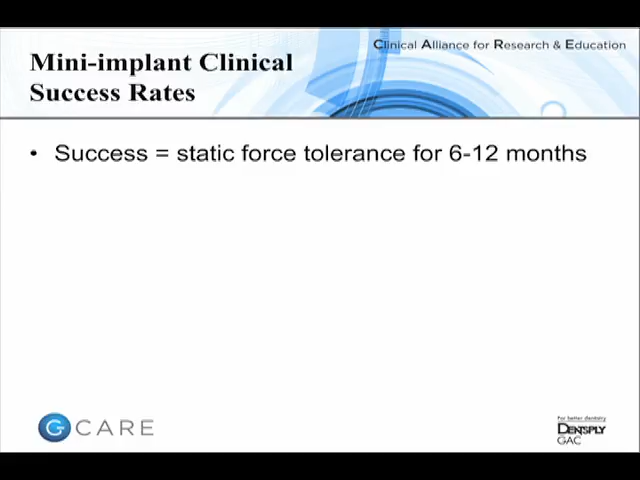 Clinical Alliance for Research & Education
Mini-implant Clinical
Success Rates
• Success = static force tolerance for 6-12 months
G CARE
For better dentistry
DENTSPLY
GAC